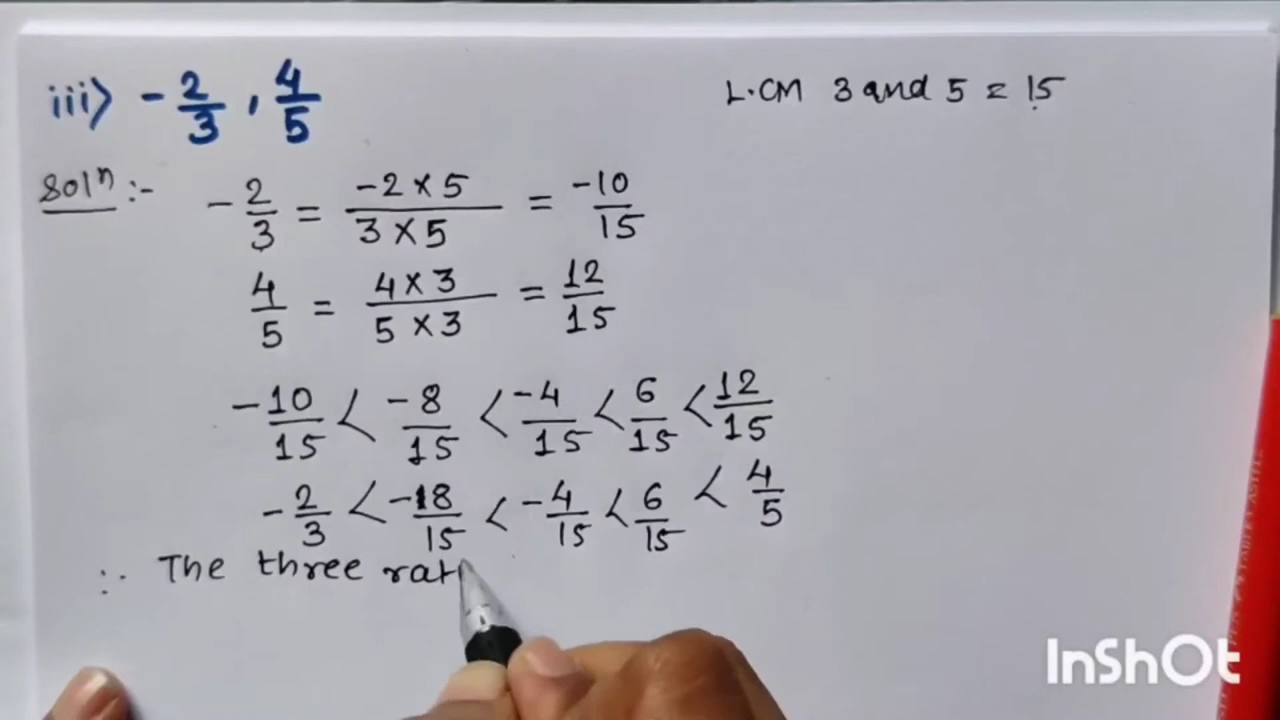 iii) -2/3 , 4/5
L.CM 3 and 5 = 15
Solⁿ :- -2/3 = -2 × 5 / 3 × 5 = -10/15
4/5 = 4 × 3 / 5 × 3 = 12/15
-10/15 < -8/15 < -4/15 < 6/15 < 12/15
-2/3 < -18/15 < -4/15 < 6/15 < 4/5
∴ The three rat
InShOt